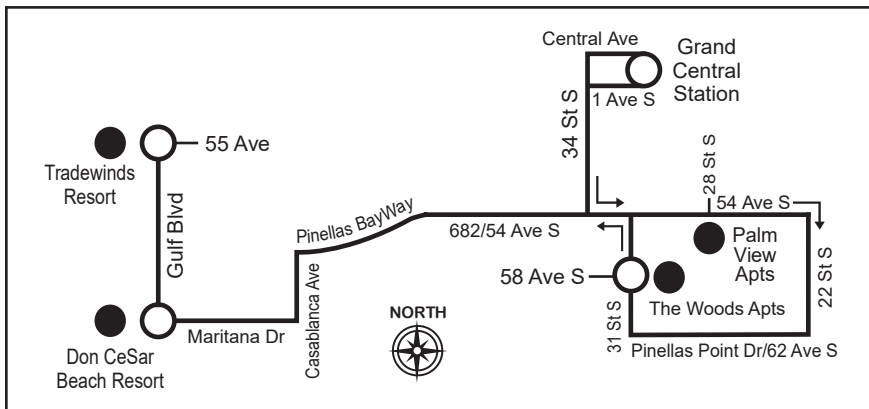 Central Ave
Grand
Central
Station
1 Ave S
34 St S
55 Ave
Tradewinds
Resort
Gulf Blvd
Pinellas BayWay
682/54 Ave S
28 St S
54 Ave S
Palm
View
Apts
22 St S
58 Ave S
The Woods Apts
31 St S
Pinellas Point Dr/62 Ave S
Casablanca Ave
Maritana Dr
NORTH
Don CeSar
Beach Resort